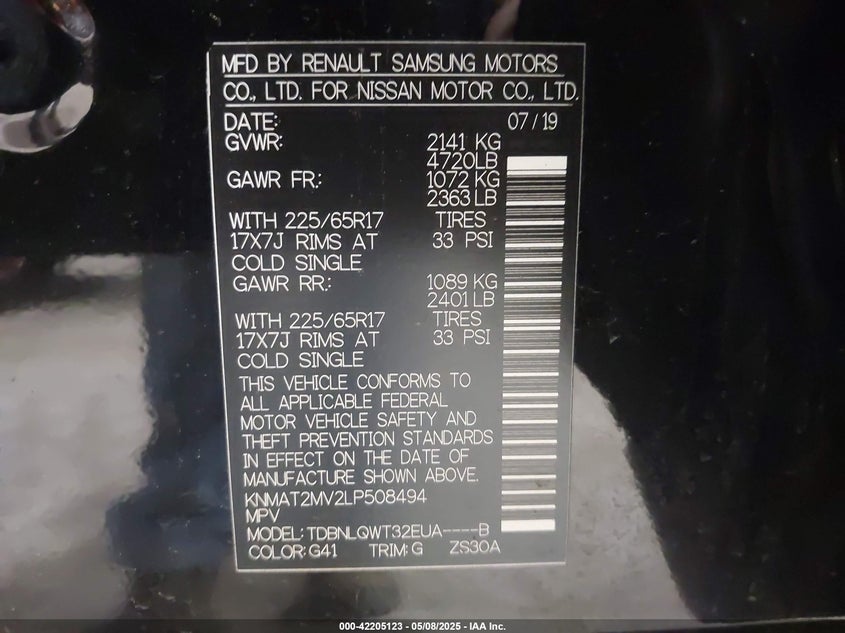 MFD BY RENAULT SAMSUNG MOTORS
CO., LTD. FOR NISSAN MOTOR CO., LTD.
DATE: 07/19
GVWR: 2141 KG
4720LB
GAWR FR.: 1072 KG
2363 LB
WITH 225/65R17 TIRES
17X7J RIMS AT 33 PSI
COLD SINGLE
GAWR RR.: 1089 KG
2401 LB
WITH 225/65R17 TIRES
17X7J RIMS AT 33 PSI
COLD SINGLE
THIS VEHICLE CONFORMS TO
ALL APPLICABLE FEDERAL
MOTOR VEHICLE SAFETY AND
THEFT PREVENTION STANDARDS
IN EFFECT ON THE DATE OF
MANUFACTURE SHOWN ABOVE.
KNMAT2MV2LP508494
MPV
MODEL: TDBNLQWT32EUA----B
COLOR: G41 TRIM: G ZS30A
000-42205123 - 05/08/2025 - IAA Inc.